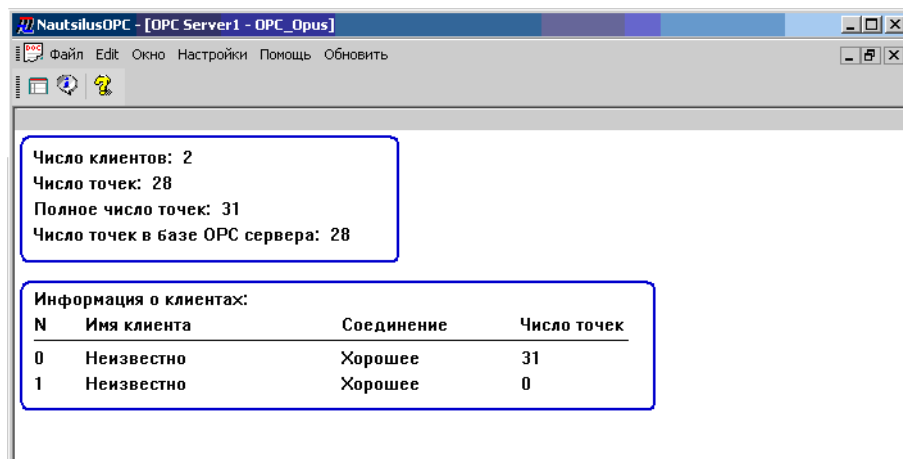 NautsilusOPC - [OPC Server1 - OPC_Opus]
Файл Edit Окно Настройки Помощь Обновить
Число клиентов: 2
Число точек: 28
Полное число точек: 31
Число точек в базе OPC сервера: 28
Информация о клиентах:
N Имя клиента Соединение Число точек
0 Неизвестно Хорошее 31
1 Неизвестно Хорошее 0